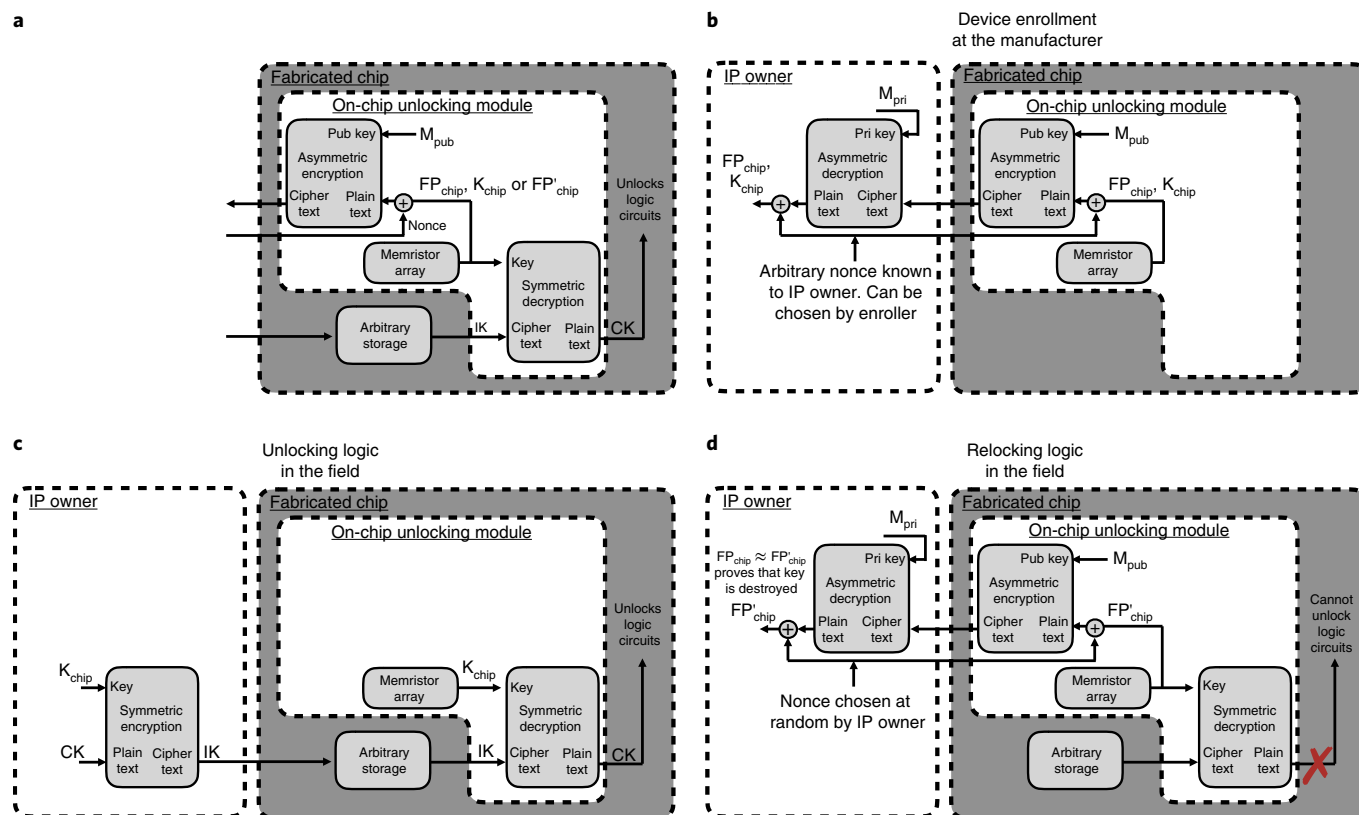 a
Fabricated chip
On-chip unlocking module
Pub key
M_pub
Asymmetric
encryption
Cipher
text
Plain
text
FP_chip, K_chip or FP'_chip
+
Nonce
Memristor
array
Key
Symmetric
decryption
Cipher
text
Plain
text
Arbitrary
storage
IK
CK
Unlocks
logic
circuits
b
Device enrollment
at the manufacturer
IP owner
M_pri
Pri key
Asymmetric
decryption
Plain
text
Cipher
text
FP_chip,
K_chip
+
Arbitrary nonce known
to IP owner. Can be
chosen by enroller
Fabricated chip
On-chip unlocking module
Pub key
M_pub
Asymmetric
encryption
Cipher
text
Plain
text
+
FP_chip, K_chip
Memristor
array
c
Unlocking logic
in the field
IP owner
K_chip
Key
Symmetric
encryption
CK
Plain
text
Cipher
text
IK
Fabricated chip
On-chip unlocking module
Memristor
array
K_chip
Key
Symmetric
decryption
Cipher
text
Plain
text
Arbitrary
storage
IK
CK
Unlocks
logic
circuits
d
Relocking logic
in the field
IP owner
M_pri
FP_chip ≈ FP'_chip
proves that key
is destroyed
FP'_chip
+
Pri key
Asymmetric
decryption
Plain
text
Cipher
text
Nonce chosen at
random by IP owner
Fabricated chip
On-chip unlocking module
Pub key
M_pub
Asymmetric
encryption
Cipher
text
Plain
text
+
FP'_chip
Memristor
array
Key
Symmetric
decryption
Cipher
text
Plain
text
Arbitrary
storage
Cannot
unlock
logic
circuits